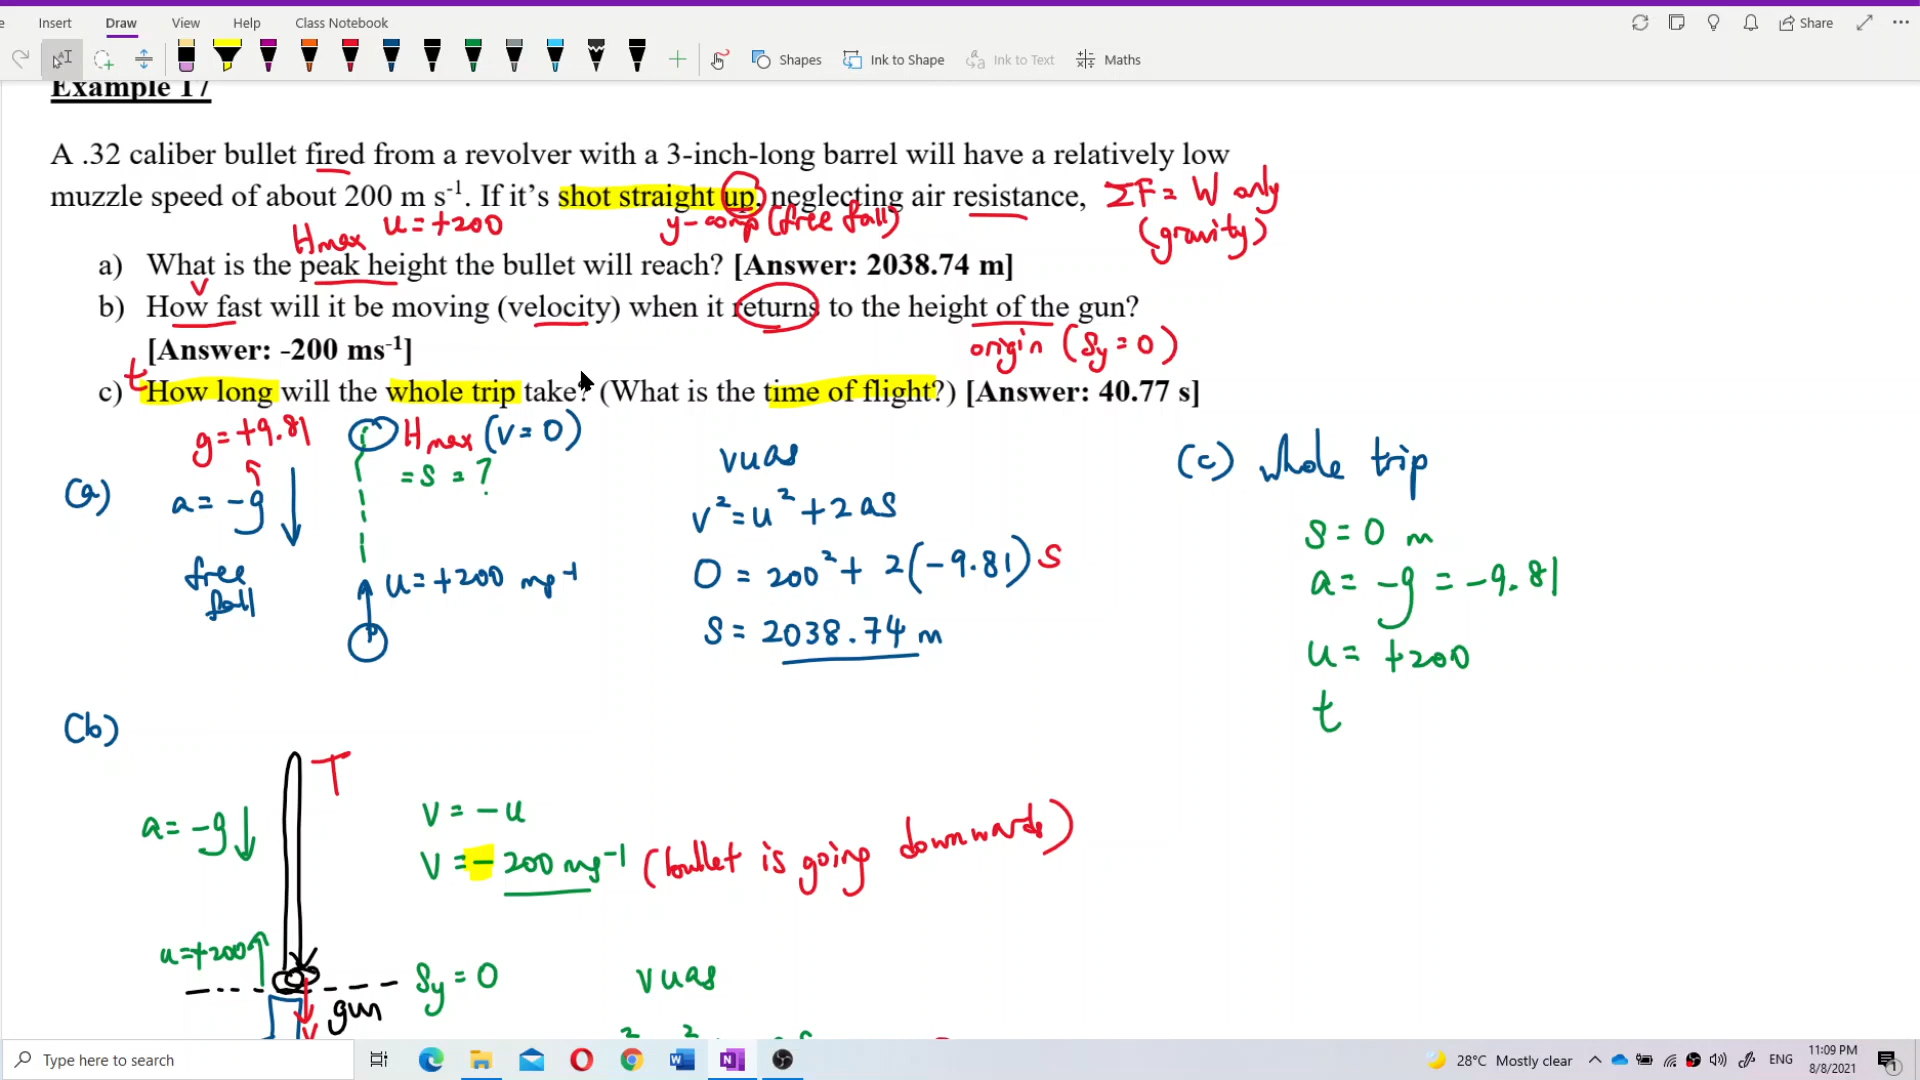 Insert Draw View Help Class Notebook Share
Shapes Ink to Shape Ink to Text Maths
Example 17
A .32 caliber bullet fired from a revolver with a 3-inch-long barrel will have a relatively low
muzzle speed of about 200 m s⁻¹. If it's shot straight up, neglecting air resistance, ΣF = W only
Hmax u = +200 y-comp (free fall) (gravity)
a) What is the peak height the bullet will reach? [Answer: 2038.74 m]
v
b) How fast will it be moving (velocity) when it returns to the height of the gun?
[Answer: -200 ms⁻¹] origin (Sy = 0)
t
c) How long will the whole trip take? (What is the time of flight?) [Answer: 40.77 s]
g = +9.81 Hmax (v = 0)
= s = ?
(a) a = -g
free
fall
u = +200 ms⁻¹
vuas
v² = u² + 2as
0 = 200² + 2(-9.81) s
s = 2038.74 m
(c) whole trip
s = 0 m
a = -g = -9.81
u = +200
t
(b)
T
a = -g
v = -u
v = -200 ms⁻¹ (bullet is going downwards)
u = +200
Sy = 0
gun
v
vuas
Type here to search
28°C Mostly clear ENG 11:09 PM
8/8/2021
1